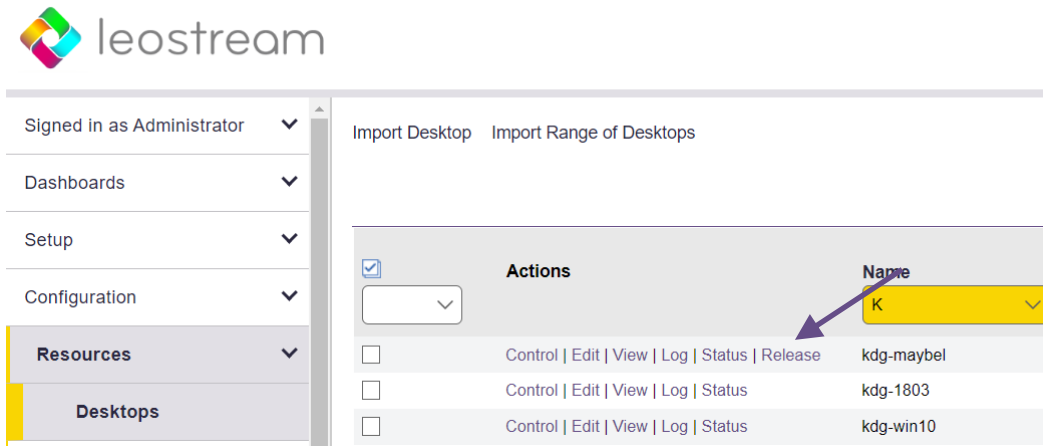 leostream
Signed in as Administrator
Dashboards
Setup
Configuration
Resources
Desktops
Import Desktop Import Range of Desktops
Actions Name
K
Control | Edit | View | Log | Status | Release kdg-maybel
Control | Edit | View | Log | Status kdg-1803
Control | Edit | View | Log | Status kdg-win10